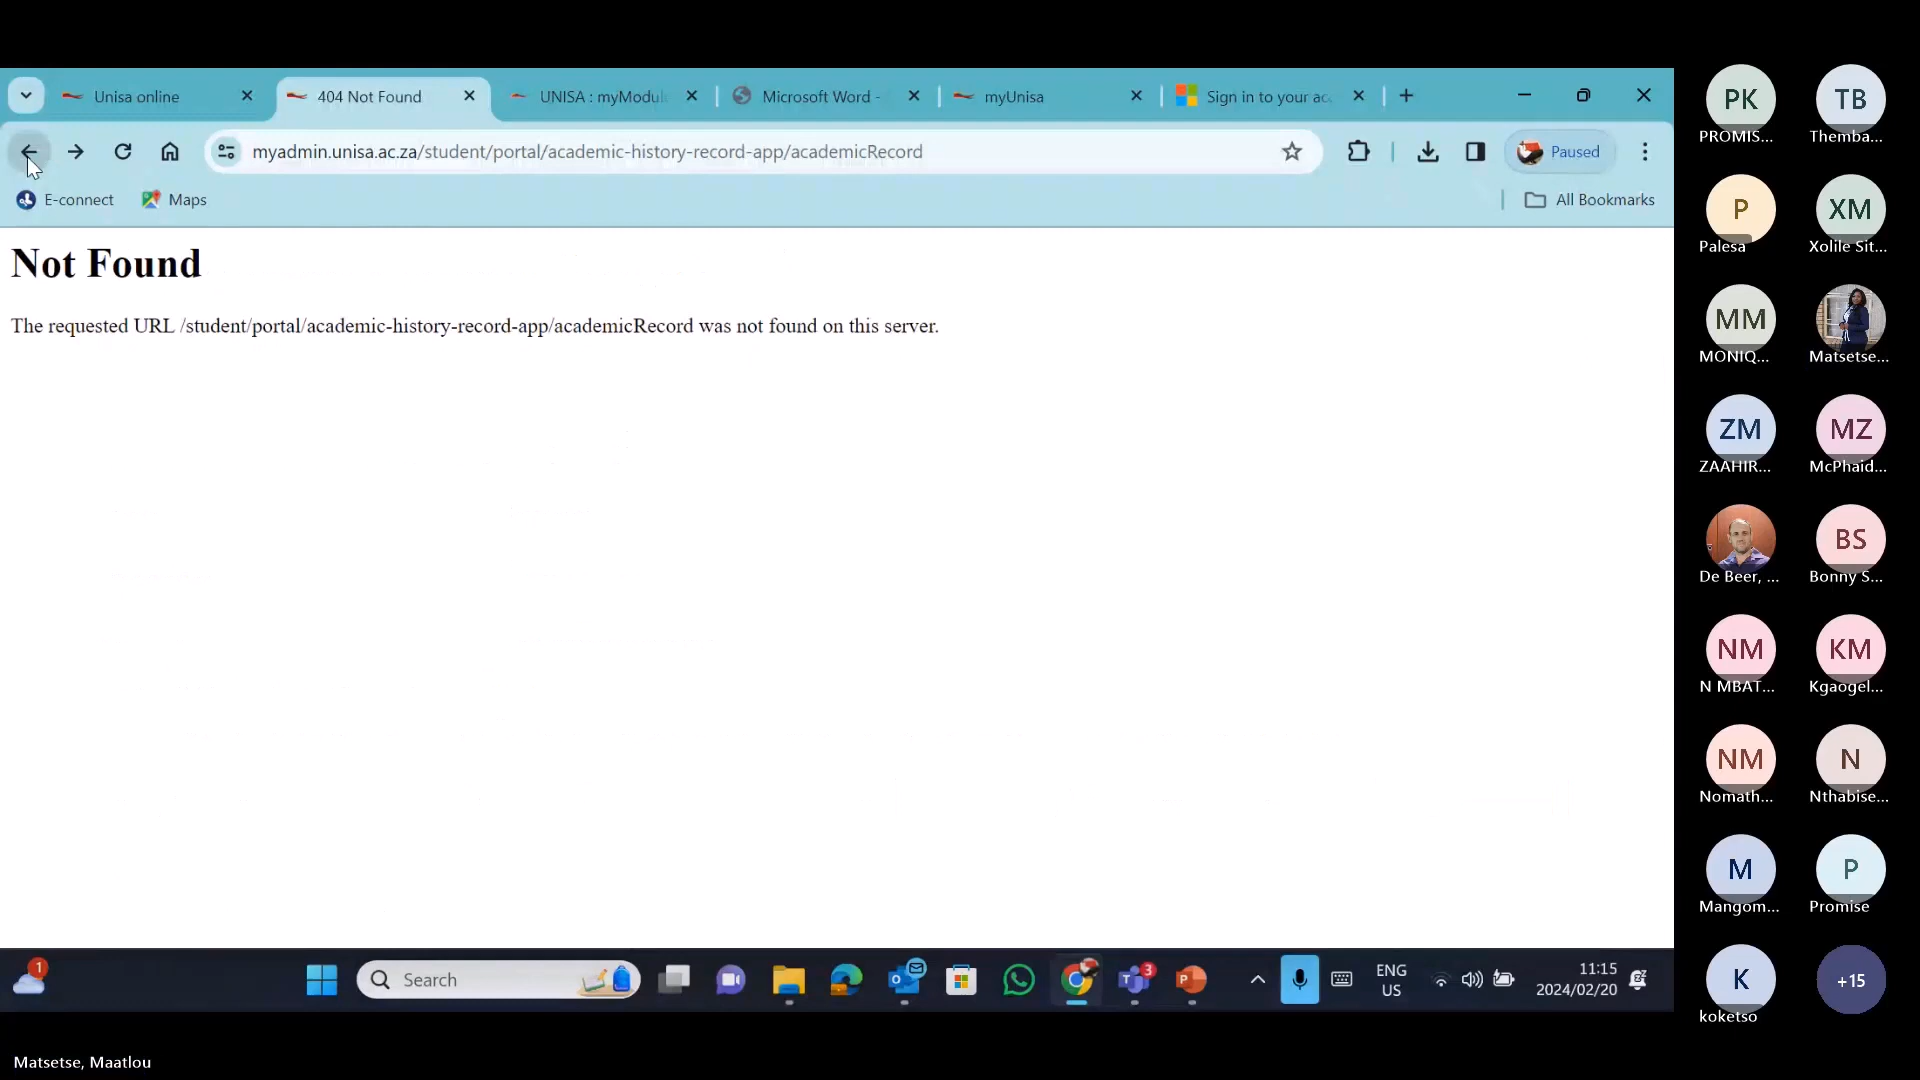 Unisa online
404 Not Found
UNISA : myModul
Microsoft Word -
myUnisa
Sign in to your ac
myadmin.unisa.ac.za/student/portal/academic-history-record-app/academicRecord
Paused
E-connect
Maps
All Bookmarks
Not Found
The requested URL /student/portal/academic-history-record-app/academicRecord was not found on this server.
PK
PROMIS...
TB
Themba...
P
Palesa
XM
Xolile Sit...
MM
MONIQ...
Matsetse...
ZM
ZAAHIR...
MZ
McPhaid...
De Beer, ...
BS
Bonny S...
NM
N MBAT...
KM
Kgaogel...
NM
Nomath...
N
Nthabise...
M
Mangom...
P
Promise
K
koketso
+15
1
Search
3
ENG
US
11:15
2024/02/20
Matsetse, Maatlou